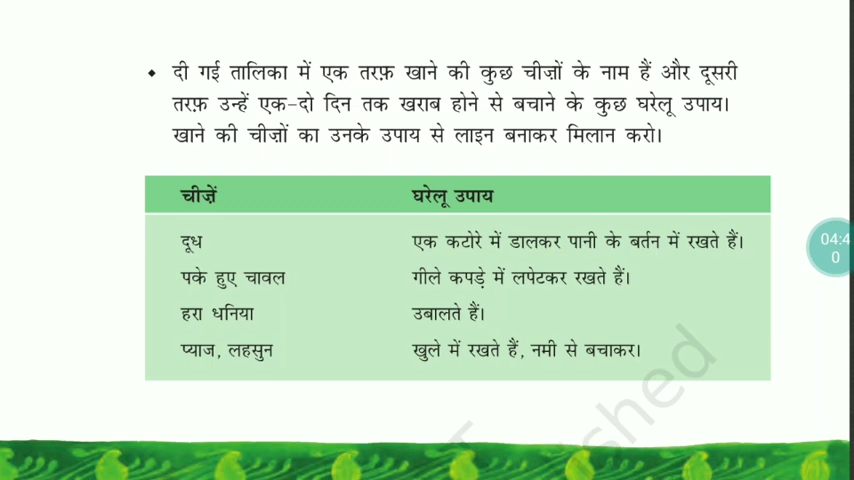 • दी गई तालिका में एक तरफ़ खाने की कुछ चीज़ों के नाम हैं और दूसरी
तरफ़ उन्हें एक-दो दिन तक खराब होने से बचाने के कुछ घरेलू उपाय।
खाने की चीज़ों का उनके उपाय से लाइन बनाकर मिलान करो।
चीज़ें घरेलू उपाय
दूध एक कटोरे में डालकर पानी के बर्तन में रखते हैं।
पके हुए चावल गीले कपड़े में लपेटकर रखते हैं।
हरा धनिया उबालते हैं।
प्याज, लहसुन खुले में रखते हैं, नमी से बचाकर।
04:4
0